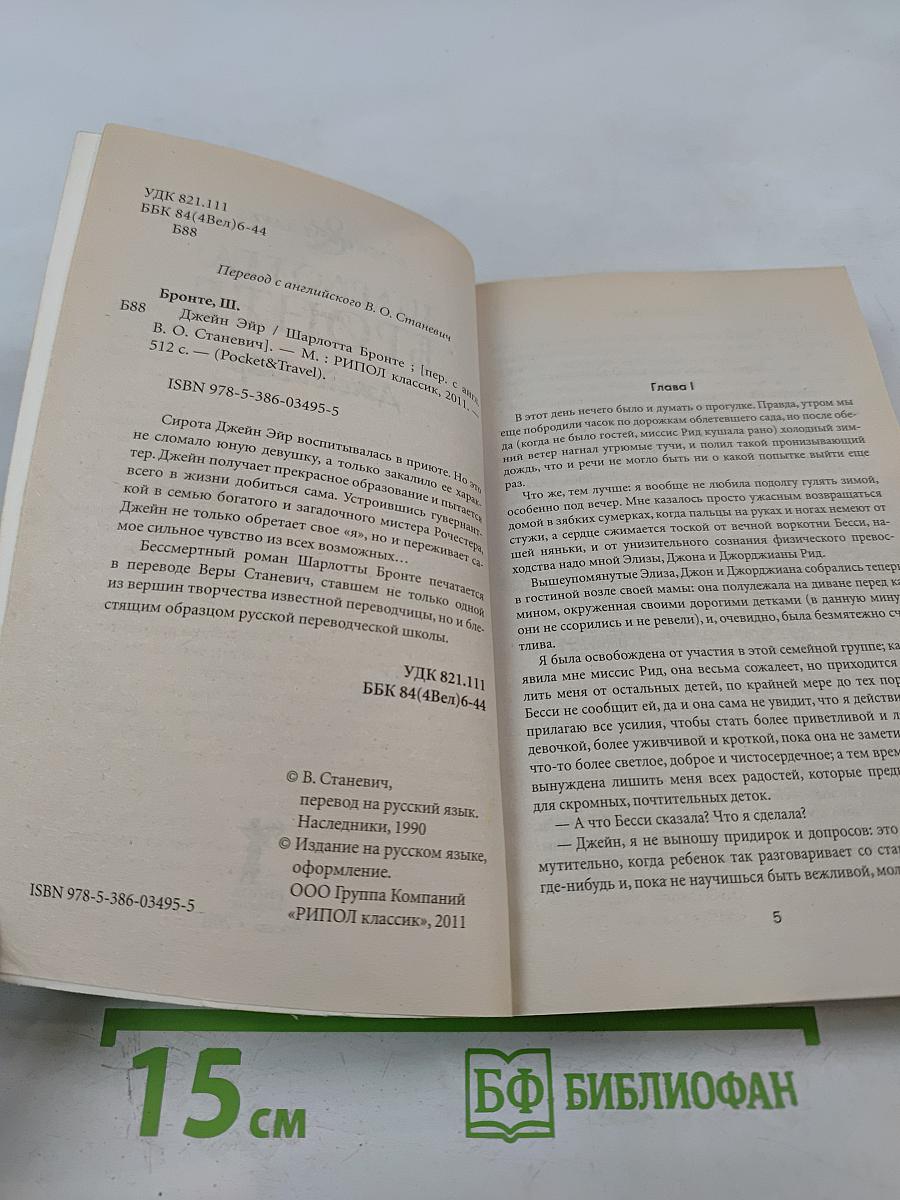 УДК 821.111
ББК 84(4Вел)6-44
Б88
Перевод с английского В. О. Станевич
Бронте, Ш.
Б88 Джейн Эйр / Шарлотта Бронте ; [пер. с англ.
В. О. Станевич]. — М. : РИПОЛ классик, 2011. —
512 с. — (Pocket&Travel).
ISBN 978-5-386-03495-5
Сирота Джейн Эйр воспитывалась в приюте. Но это
не сломало юную девушку, а только закалило ее харак-
тер. Джейн получает прекрасное образование и пытается
всего в жизни добиться сама. Устроившись гувернант-
кой в семью богатого и загадочного мистера Рочестера,
Джейн не только обретает свое «я», но и переживает са-
мое сильное чувство из всех возможных…
Бессмертный роман Шарлотты Бронте печатается
в переводе Веры Станевич, ставшем не только одной
из вершин творчества известной переводчицы, но и бле-
стящим образцом русской переводческой школы.
УДК 821.111
ББК 84(4Вел)6-44
© В. Станевич,
перевод на русский язык.
Наследники, 1990
© Издание на русском языке,
оформление.
ООО Группа Компаний
«РИПОЛ классик», 2011
ISBN 978-5-386-03495-5
Глава I
В этот день нечего было и думать о прогулке. Правда, утром мы
еще побродили часок по дорожкам облетевшего сада, но после обе-
да (когда не было гостей, миссис Рид кушала рано) холодный зим-
ний ветер нагнал угрюмые тучи, и полил такой пронизывающий
дождь, что и речи не могло быть ни о какой попытке выйти еще
раз.
Что же, тем лучше: я вообще не любила подолгу гулять зимой,
особенно под вечер. Мне казалось просто ужасным возвращаться
домой в зябких сумерках, когда пальцы на руках и ногах немеют от
стужи, а сердце сжимается тоской от вечной воркотни Бесси, на-
шей няньки, и от унизительного сознания физического превос-
ходства надо мной Элизы, Джона и Джорджианы Рид.
Вышеупомянутые Элиза, Джон и Джорджиана собрались теперь
в гостиной возле своей мамы: она полулежала на диване перед ка-
мином, окруженная своими дорогими детками (в данную мину
они не ссорились и не ревели), и, очевидно, была безмятежно сч
тлива.
Я была освобождена от участия в этой семейной группе; ка
явила мне миссис Рид, она весьма сожалеет, но приходится
лить меня от остальных детей, по крайней мере до тех пор
Бесси не сообщит ей, да и она сама не увидит, что я действи
прилагаю все усилия, чтобы стать более приветливой и л
девочкой, более уживчивой и кроткой, пока она не замети
что-то более светлое, доброе и чистосердечное; а тем врем
вынуждена лишить меня всех радостей, которые пред
для скромных, почтительных деток.
— А что Бесси сказала? Что я сделала?
— Джейн, я не выношу придирок и допросов: это
мутительно, когда ребенок так разговаривает со ста
где-нибудь и, пока не научишься быть вежливой, мол
5
15 см
БФ БИБЛИОФАН